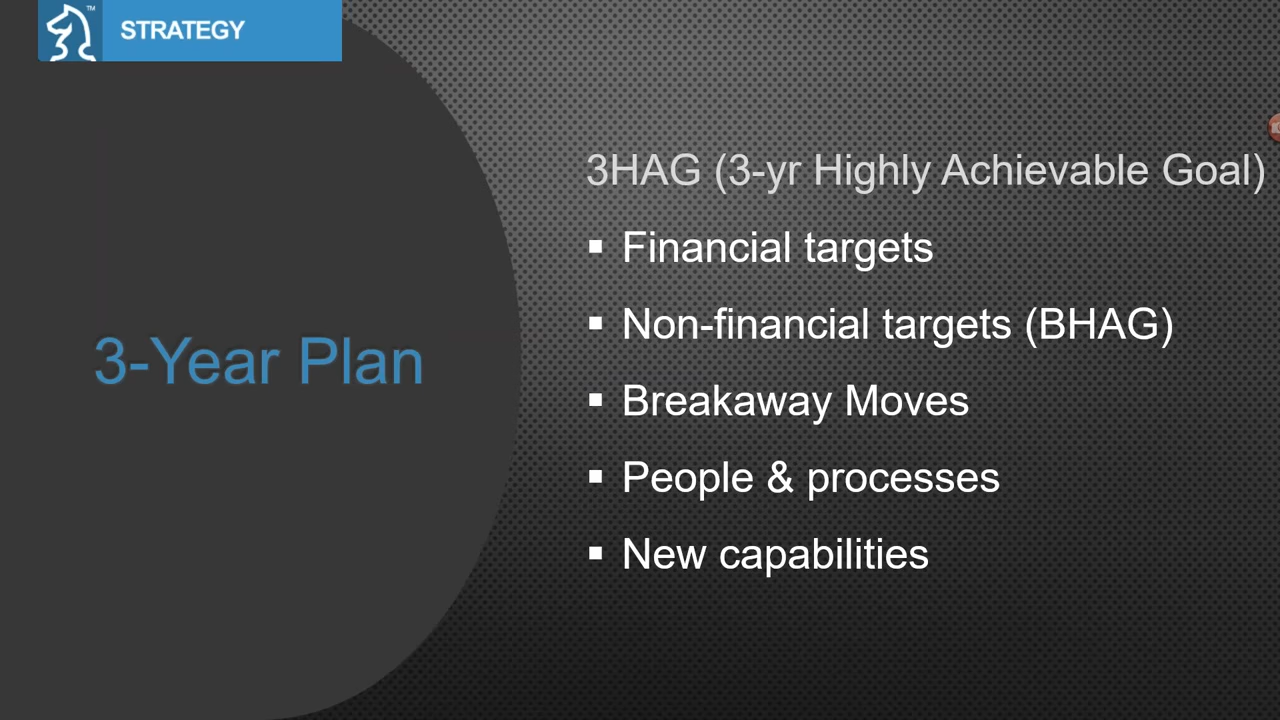 ™
STRATEGY
3-Year Plan
3HAG (3-yr Highly Achievable Goal)
▪ Financial targets
▪ Non-financial targets (BHAG)
▪ Breakaway Moves
▪ People & processes
▪ New capabilities